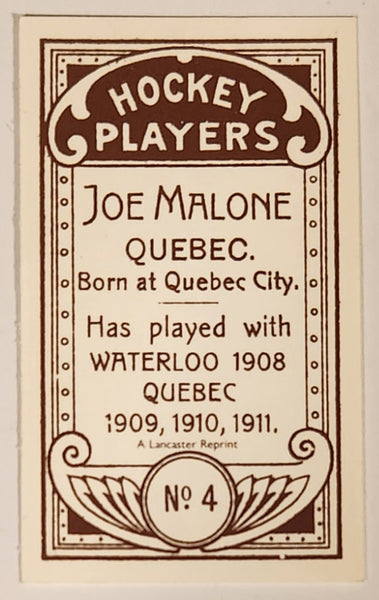 HOCKEY
PLAYERS
JOE MALONE
QUEBEC.
Born at Quebec City.
Has played with
WATERLOO 1908
QUEBEC
1909, 1910, 1911.
A Lancaster Reprint
No. 4